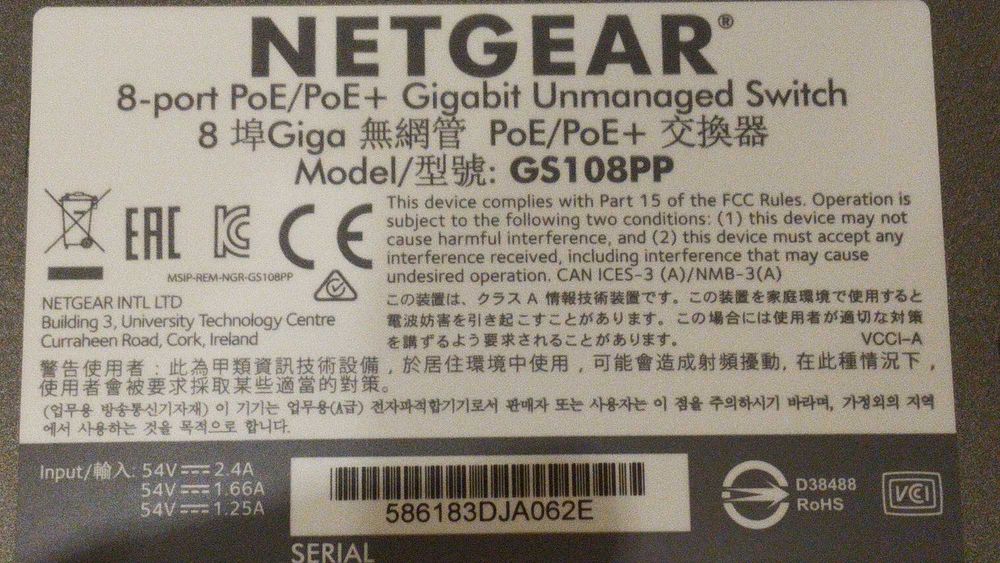 NETGEAR®
8-port PoE/PoE+ Gigabit Unmanaged Switch
8 埠Giga 無網管 PoE/PoE+ 交換器
Model/型號: GS108PP
This device complies with Part 15 of the FCC Rules. Operation is
subject to the following two conditions: (1) this device may not
cause harmful interference, and (2) this device must accept any
interference received, including interference that may cause
undesired operation. CAN ICES-3 (A)/NMB-3(A)
EAC KC CE
MSIP-REM-NGR-GS108PP
NETGEAR INTL LTD
Building 3, University Technology Centre
Curraheen Road, Cork, Ireland
この装置は、クラス A 情報技術装置です。この装置を家庭環境で使用すると
電波妨害を引き起こすことがあります。この場合には使用者が適切な対策
を講ずるよう要求されることがあります。
VCCI-A
警告使用者：此為甲類資訊技術設備，於居住環境中使用，可能會造成射頻擾動，在此種情況下，
使用者會被要求採取某些適當的對策。
(업무용 방송통신기자재) 이 기기는 업무용(A급) 전자파적합기기로서 판매자 또는 사용자는 이 점을 주의하시기 바라며, 가정외의 지역
에서 사용하는 것을 목적으로 합니다.
Input/輸入: 54V⎓2.4A
54V⎓1.66A
54V⎓1.25A
586183DJA062E
SERIAL
D38488
RoHS
VCI